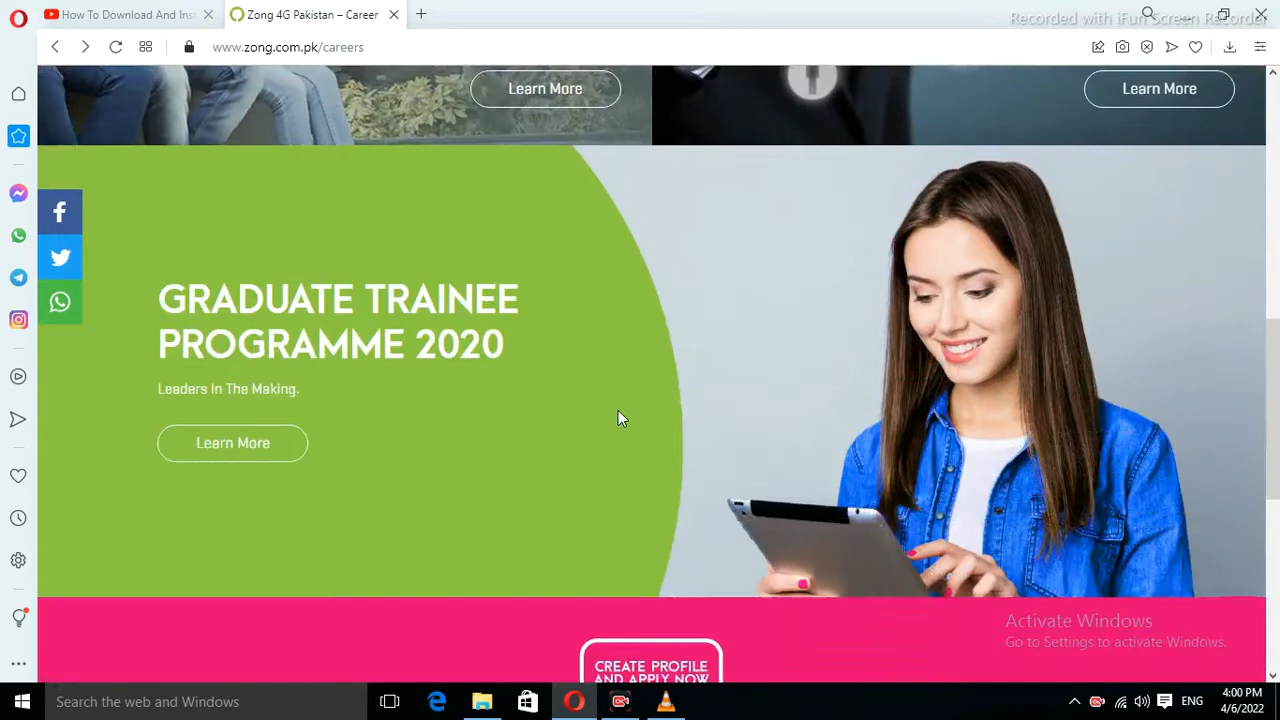 How To Download And Ins
Zong 4G Pakistan – Career
Recorded with iFun Screen Recorder
www.zong.com.pk/careers
Learn More
Learn More
GRADUATE TRAINEE
PROGRAMME 2020
Leaders In The Making.
Learn More
Activate Windows
Go to Settings to activate Windows.
CREATE PROFILE
AND APPLY NOW
Search the web and Windows
ENG
4:00 PM
4/6/2022